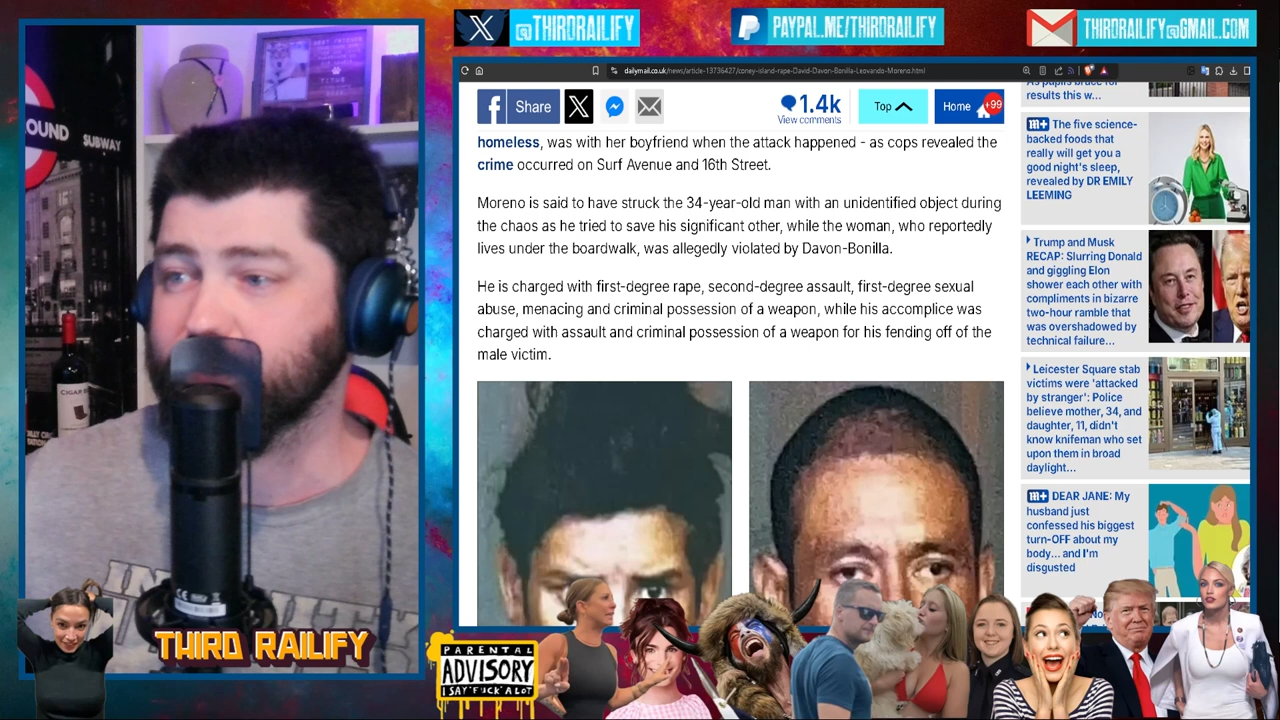 @THIRDRAILIFY
PAYPAL.ME/THIRDRAILIFY
THIRDRAILIFY@GMAIL.COM
dailymail.co.uk/news/article-13736427/coney-island-rape-David-Davon-Bonilla-Leovando-Moreno.html
Share
1.4k
View comments
Top
Home
+99
homeless, was with her boyfriend when the attack happened - as cops revealed the
crime occurred on Surf Avenue and 16th Street.
Moreno is said to have struck the 34-year-old man with an unidentified object during
the chaos as he tried to save his significant other, while the woman, who reportedly
lives under the boardwalk, was allegedly violated by Davon-Bonilla.
He is charged with first-degree rape, second-degree assault, first-degree sexual
abuse, menacing and criminal possession of a weapon, while his accomplice was
charged with assault and criminal possession of a weapon for his fending off of the
male victim.
results this w...
m+ The five science-
backed foods that
really will get you a
good night's sleep,
revealed by DR EMILY
LEEMING
Trump and Musk
RECAP: Slurring Donald
and giggling Elon
shower each other with
compliments in bizarre
two-hour ramble that
was overshadowed by
technical failure...
Leicester Square stab
victims were 'attacked
by stranger': Police
believe mother, 34, and
daughter, 11, didn't
know knifeman who set
upon them in broad
daylight...
m+ DEAR JANE: My
husband just
confessed his biggest
turn-OFF about my
body... and I'm
disgusted
OUND
SUBWAY
CIGAR
THIRD RAILIFY
PARENTAL
ADVISORY
I SAY "FUCK" ALOT